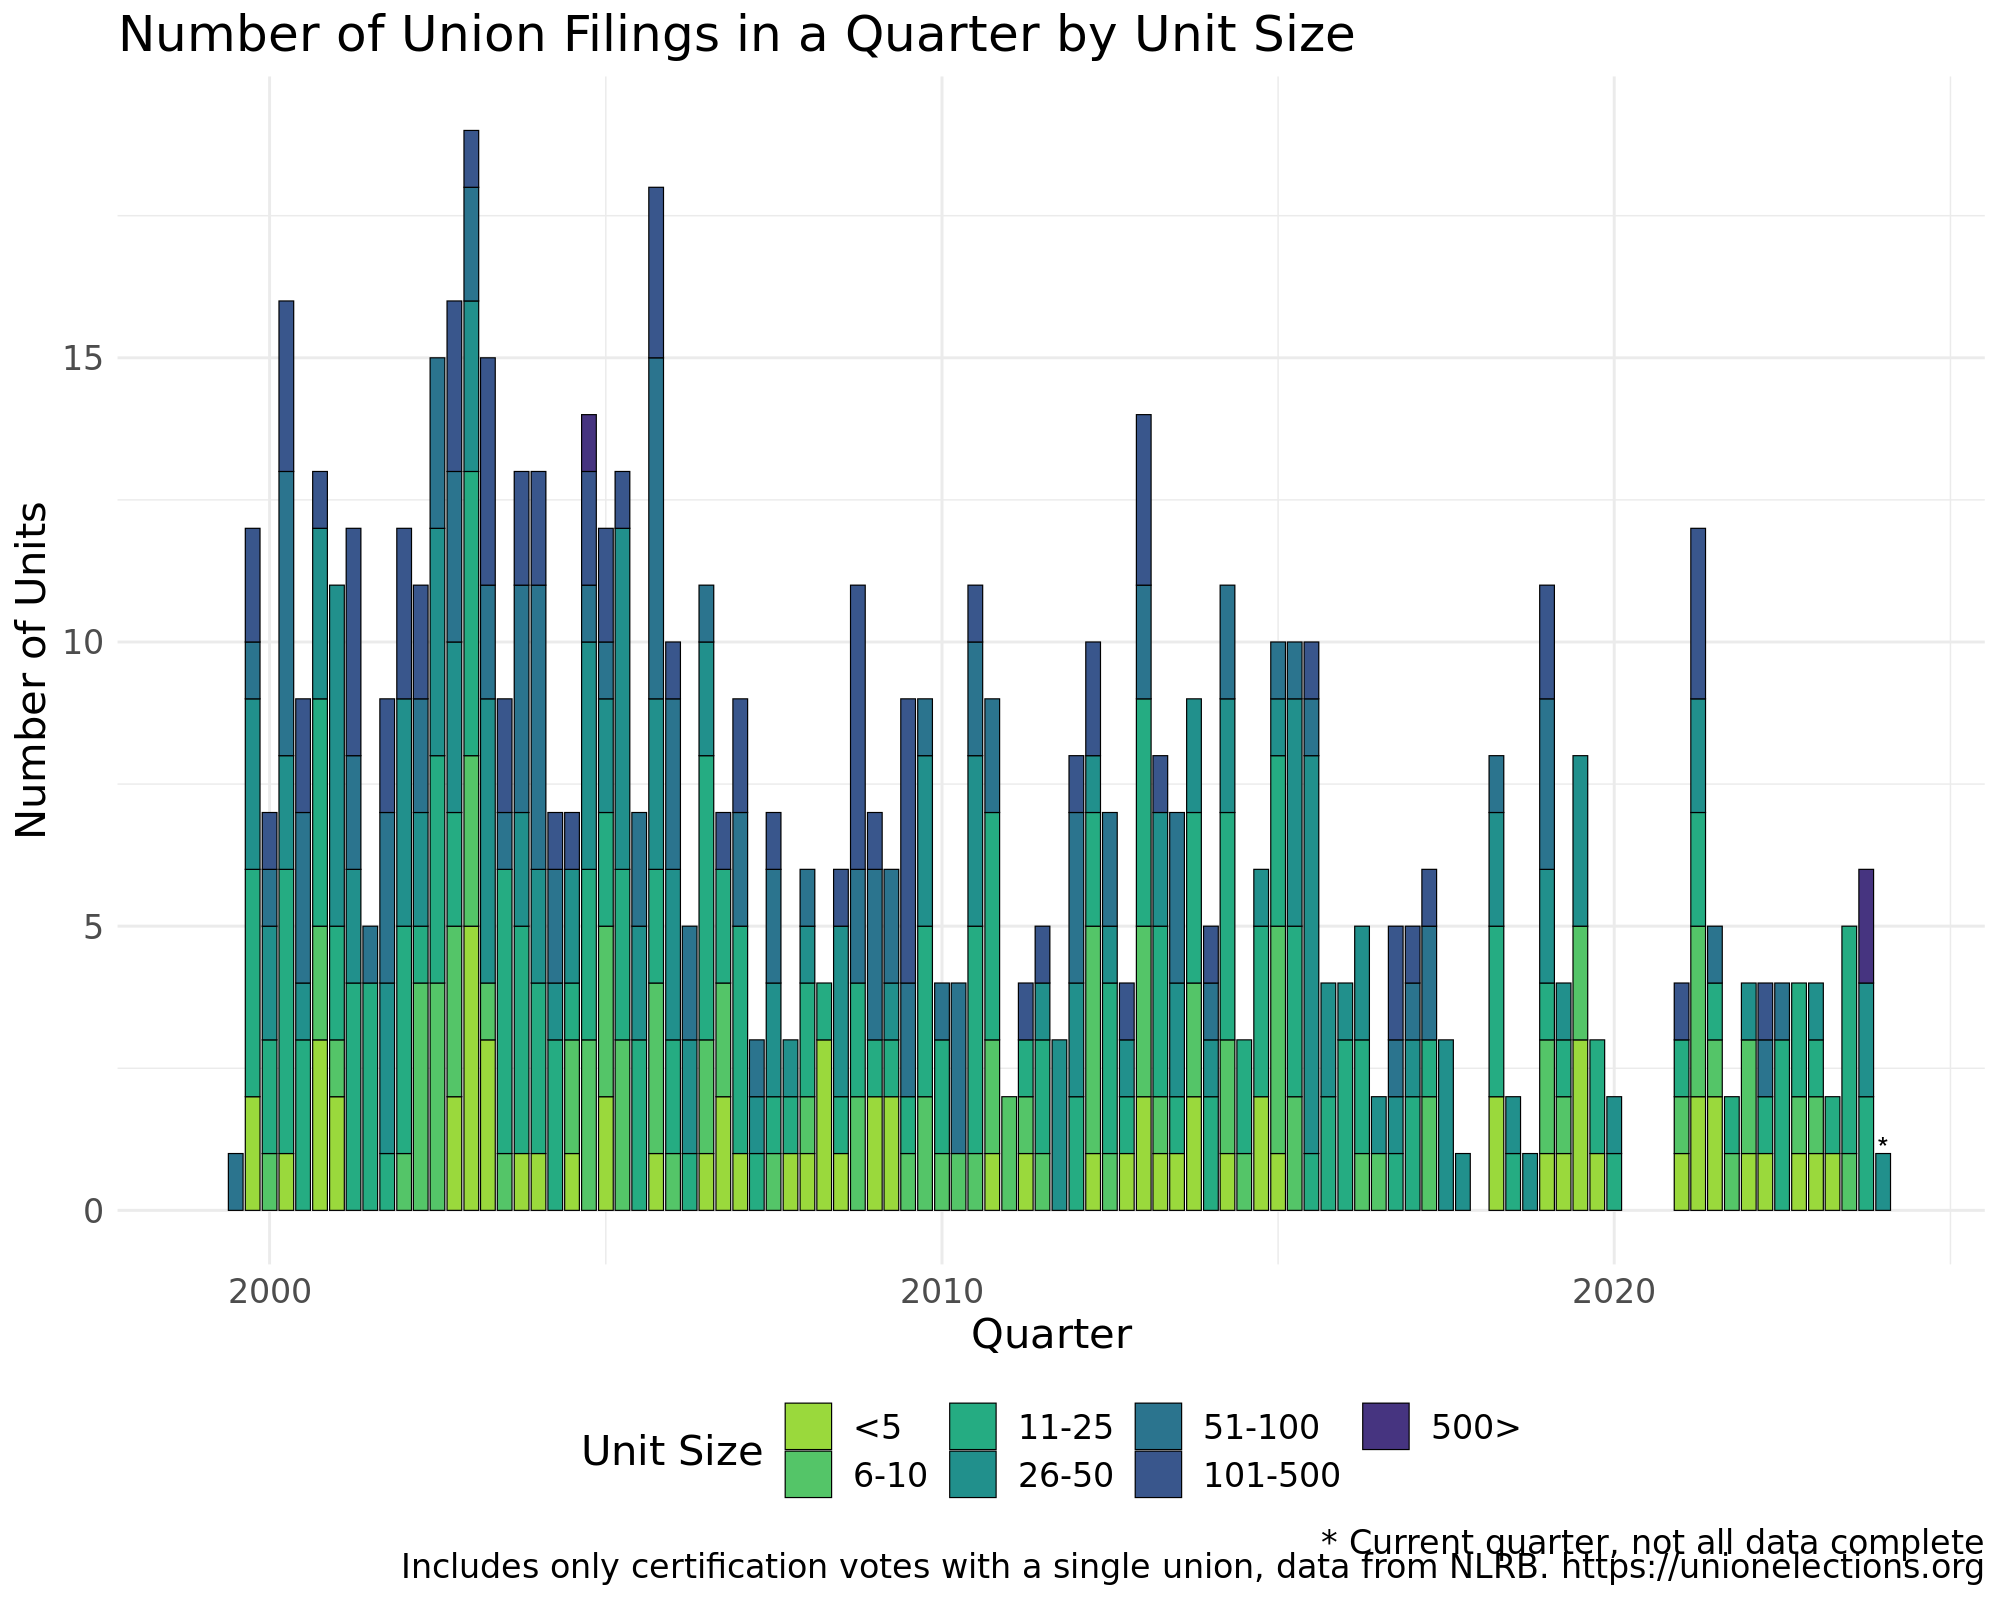 Number of Union Filings in a Quarter by Unit Size
Number of Units
15
10
5
0
*
2000
2010
2020
Quarter
Unit Size
<5
11-25
51-100
500>
6-10
26-50
101-500
* Current quarter, not all data complete
Includes only certification votes with a single union, data from NLRB. https://unionelections.org